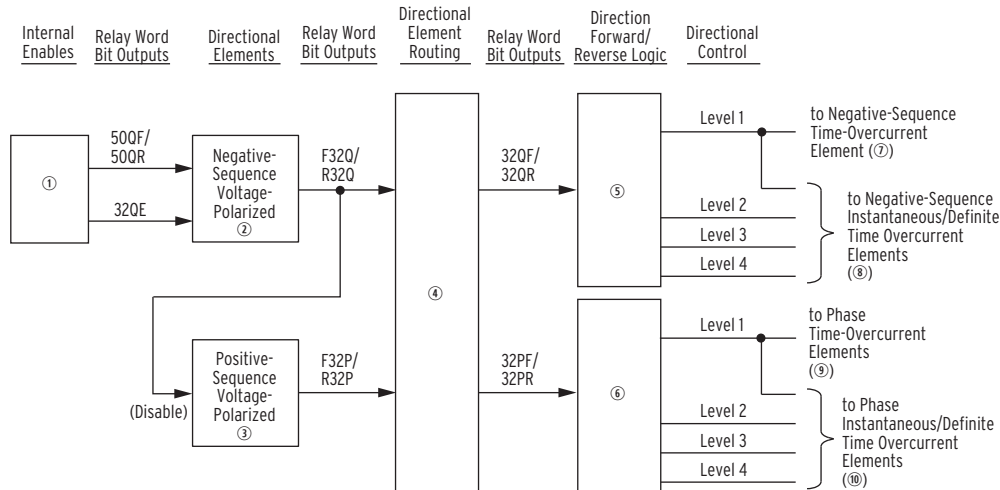 Internal
Enables
Relay Word
Bit Outputs
Directional
Elements
Relay Word
Bit Outputs
Directional
Element
Routing
Relay Word
Bit Outputs
Direction
Forward/
Reverse Logic
Directional
Control
①
50QF/
50QR
32QE
Negative-
Sequence
Voltage-
Polarized
②
F32Q/
R32Q
④
32QF/
32QR
⑤
Level 1
Level 2
Level 3
Level 4
to Negative-Sequence
Time-Overcurrent
Element (⑦)
to Negative-Sequence
Instantaneous/Definite
Time Overcurrent
Elements
(⑧)
(Disable)
Positive-
Sequence
Voltage-
Polarized
③
F32P/
R32P
32PF/
32PR
⑥
Level 1
Level 2
Level 3
Level 4
to Phase
Time-Overcurrent
Elements
(⑨)
to Phase
Instantaneous/Definite
Time Overcurrent
Elements
(⑩)